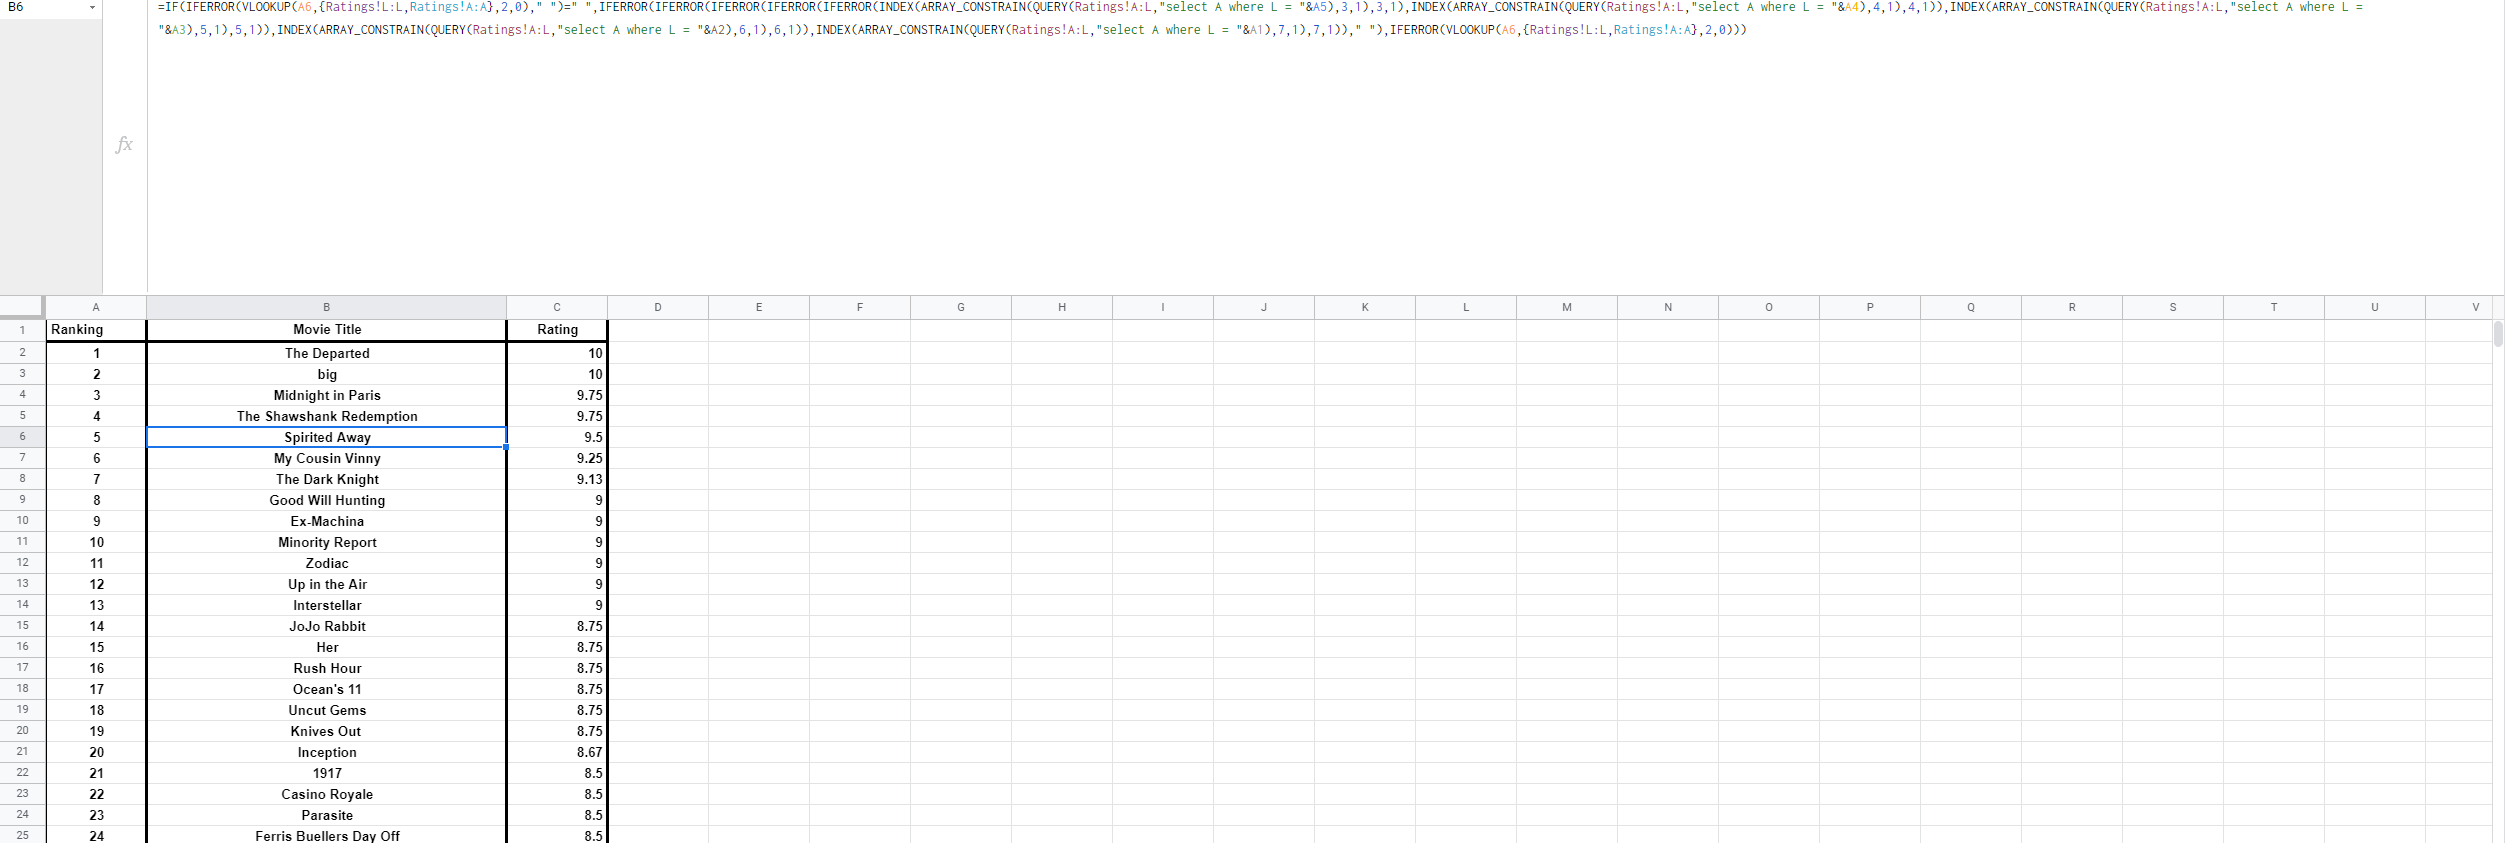 B6
=IF(IFERROR(VLOOKUP(A6,{Ratings!L:L,Ratings!A:A},2,0)," ")=" ",IFERROR(IFERROR(IFERROR(IFERROR(IFERROR(INDEX(ARRAY_CONSTRAIN(QUERY(Ratings!A:L,"select A where L = "&A5),3,1),3,1),INDEX(ARRAY_CONSTRAIN(QUERY(Ratings!A:L,"select A where L = "&A4),4,1),4,1)),INDEX(ARRAY_CONSTRAIN(QUERY(Ratings!A:L,"select A where L =
"&A3),5,1),5,1)),INDEX(ARRAY_CONSTRAIN(QUERY(Ratings!A:L,"select A where L = "&A2),6,1),6,1)),INDEX(ARRAY_CONSTRAIN(QUERY(Ratings!A:L,"select A where L = "&A1),7,1),7,1))," "),IFERROR(VLOOKUP(A6,{Ratings!L:L,Ratings!A:A},2,0)))
fx
A B C D E F G H I J K L M N O P Q R S T U V
1 Ranking Movie Title Rating
2 1 The Departed 10
3 2 big 10
4 3 Midnight in Paris 9.75
5 4 The Shawshank Redemption 9.75
6 5 Spirited Away 9.5
7 6 My Cousin Vinny 9.25
8 7 The Dark Knight 9.13
9 8 Good Will Hunting 9
10 9 Ex-Machina 9
11 10 Minority Report 9
12 11 Zodiac 9
13 12 Up in the Air 9
14 13 Interstellar 9
15 14 JoJo Rabbit 8.75
16 15 Her 8.75
17 16 Rush Hour 8.75
18 17 Ocean's 11 8.75
19 18 Uncut Gems 8.75
20 19 Knives Out 8.75
21 20 Inception 8.67
22 21 1917 8.5
23 22 Casino Royale 8.5
24 23 Parasite 8.5
25 24 Ferris Buellers Day Off 8.5